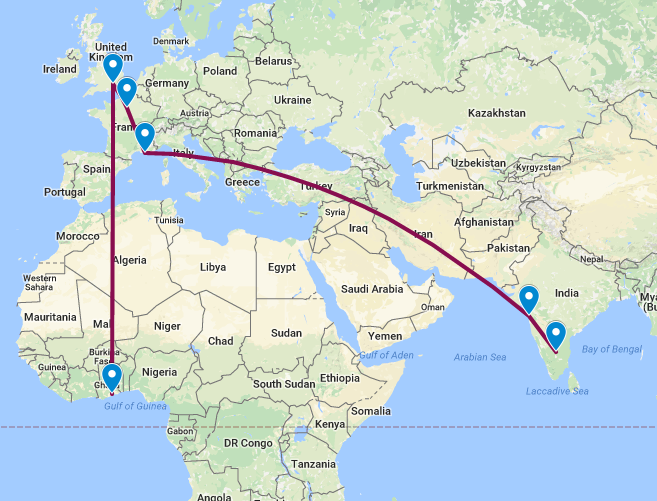 Denmark
United
Kingdom
Ireland
Belarus
Poland
Germany
Ukraine
Kazakhstan
Austria
France
Romania
Italy
Uzbekistan
Kyrgyzstan
Spain
Portugal
Greece
Turkey
Turkmenistan
Syria
Afghanistan
Tunisia
Iraq
Iran
Morocco
Pakistan
Algeria
Libya
Egypt
Nepal
Western
Sahara
Saudi Arabia
India
Oman
Mauritania
Mali
Niger
Sudan
Chad
Yemen
Burkina
Faso
Gulf of Aden
Arabian Sea
Bay of Bengal
Guinea
Nigeria
Ghana
South Sudan
Ethiopia
Laccadive Sea
Gulf of Guinea
Somalia
Gabon
Kenya
DR Congo
Tanzania
Angola